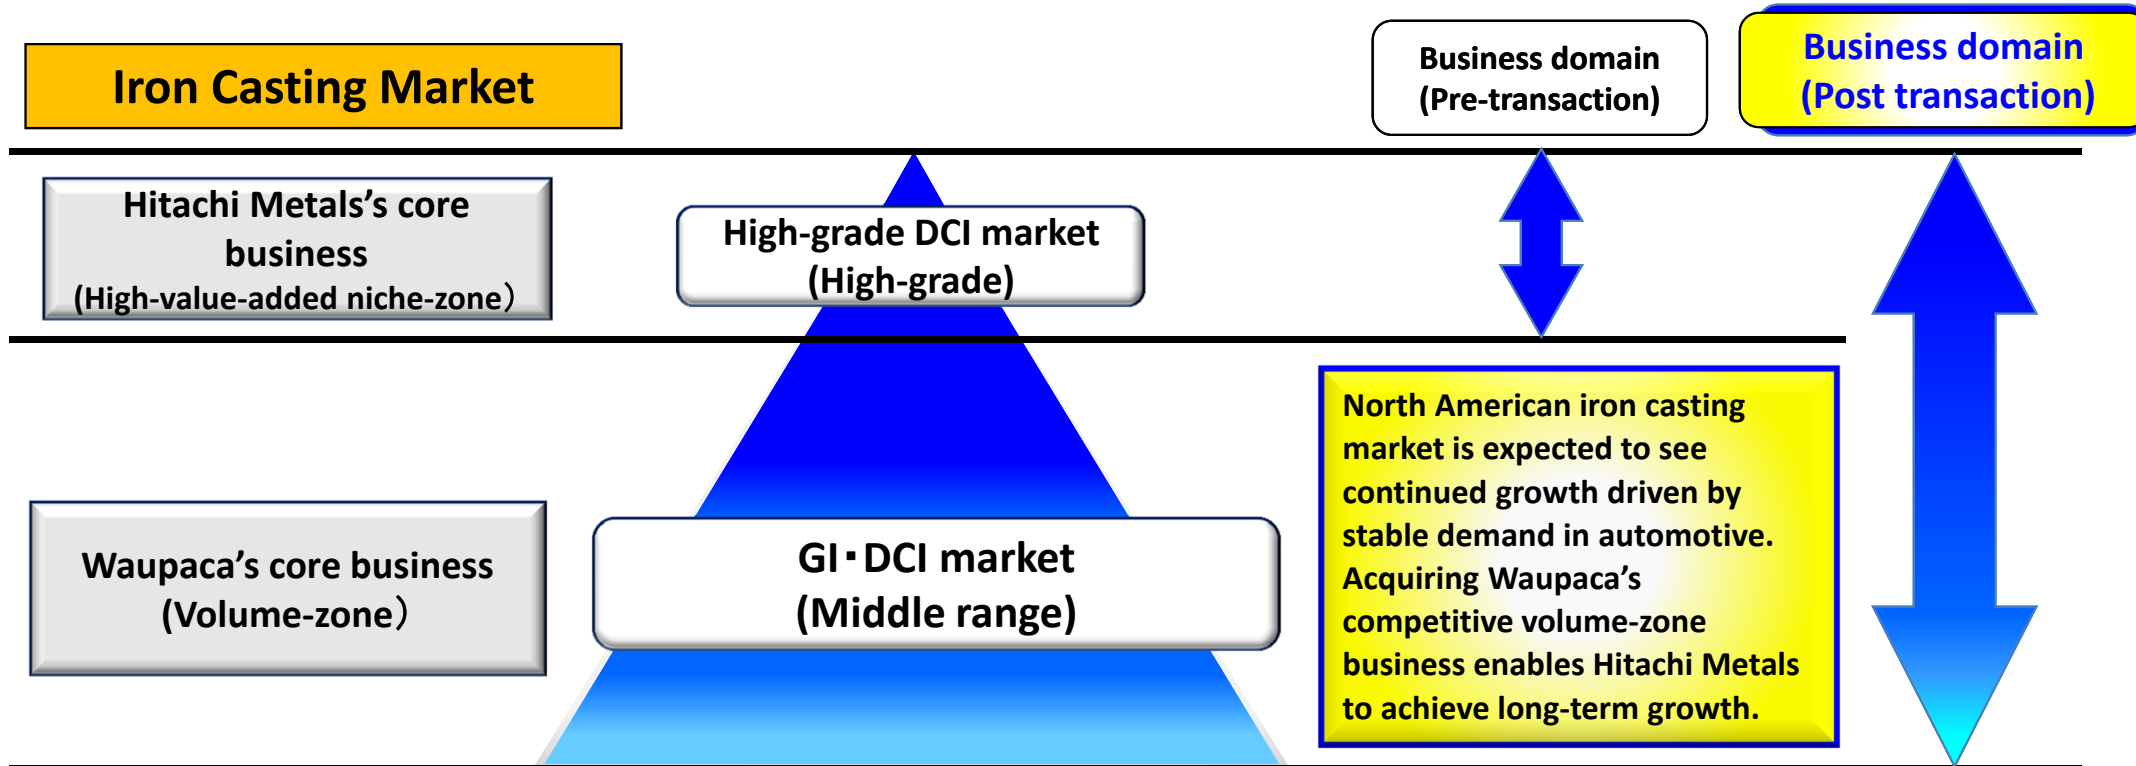 Iron Casting Market
Business domain
(Pre-transaction)
Business domain
(Post transaction)
Hitachi Metals’s core
business
(High-value-added niche-zone）
High-grade DCI market
(High-grade)
Waupaca’s core business
(Volume-zone）
GI・DCI market
(Middle range)
North American iron casting
market is expected to see
continued growth driven by
stable demand in automotive.
Acquiring Waupaca’s
competitive volume-zone
business enables Hitachi Metals
to achieve long-term growth.